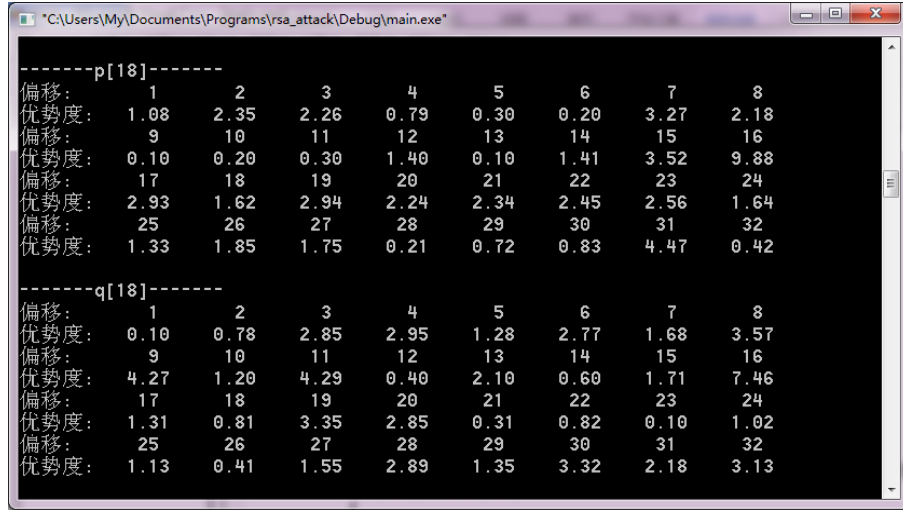 "C:\Users\My\Documents\Programs\rsa_attack\Debug\main.exe"
-------p[18]-------
偏移: 1 2 3 4 5 6 7 8
优势度: 1.08 2.35 2.26 0.79 0.30 0.20 3.27 2.18
偏移: 9 10 11 12 13 14 15 16
优势度: 0.10 0.20 0.30 1.40 0.10 1.41 3.52 9.88
偏移: 17 18 19 20 21 22 23 24
优势度: 2.93 1.62 2.94 2.24 2.34 2.45 2.56 1.64
偏移: 25 26 27 28 29 30 31 32
优势度: 1.33 1.85 1.75 0.21 0.72 0.83 4.47 0.42
-------q[18]-------
偏移: 1 2 3 4 5 6 7 8
优势度: 0.10 0.78 2.85 2.95 1.28 2.77 1.68 3.57
偏移: 9 10 11 12 13 14 15 16
优势度: 4.27 1.20 4.29 0.40 2.10 0.60 1.71 7.46
偏移: 17 18 19 20 21 22 23 24
优势度: 1.31 0.81 3.35 2.85 0.31 0.82 0.10 1.02
偏移: 25 26 27 28 29 30 31 32
优势度: 1.13 0.41 1.55 2.89 1.35 3.32 2.18 3.13